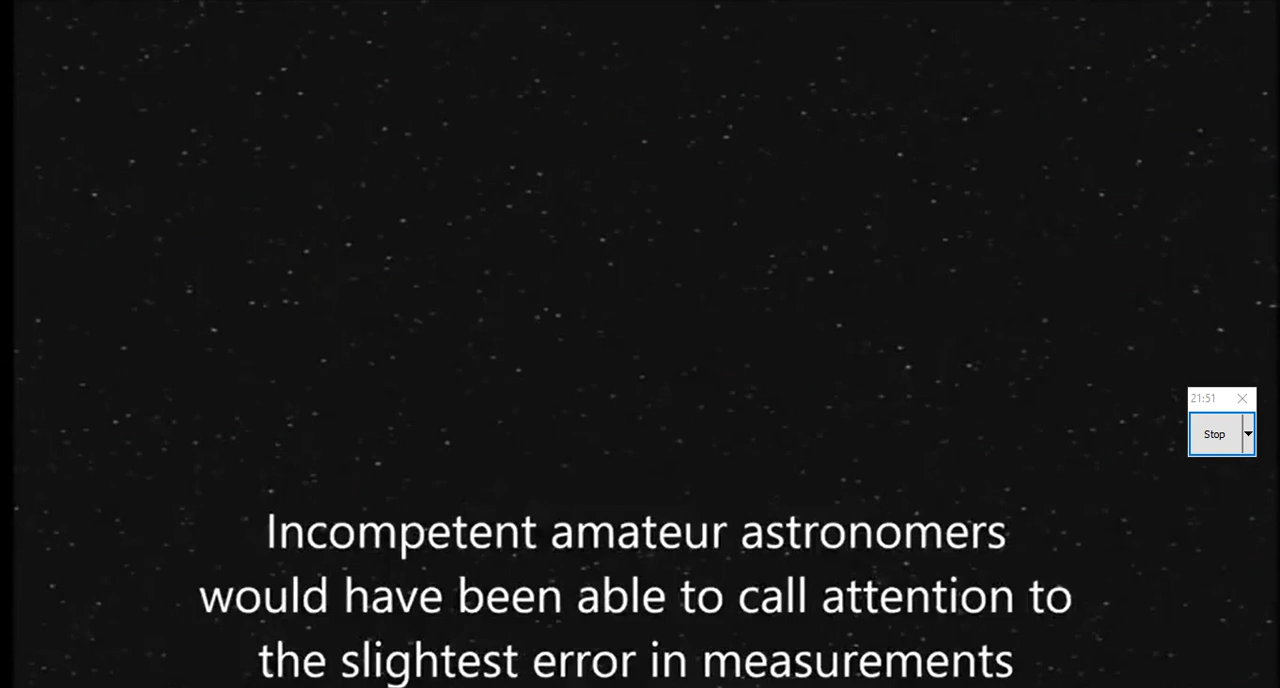 21:51
Stop
Incompetent amateur astronomers
would have been able to call attention to
the slightest error in measurements